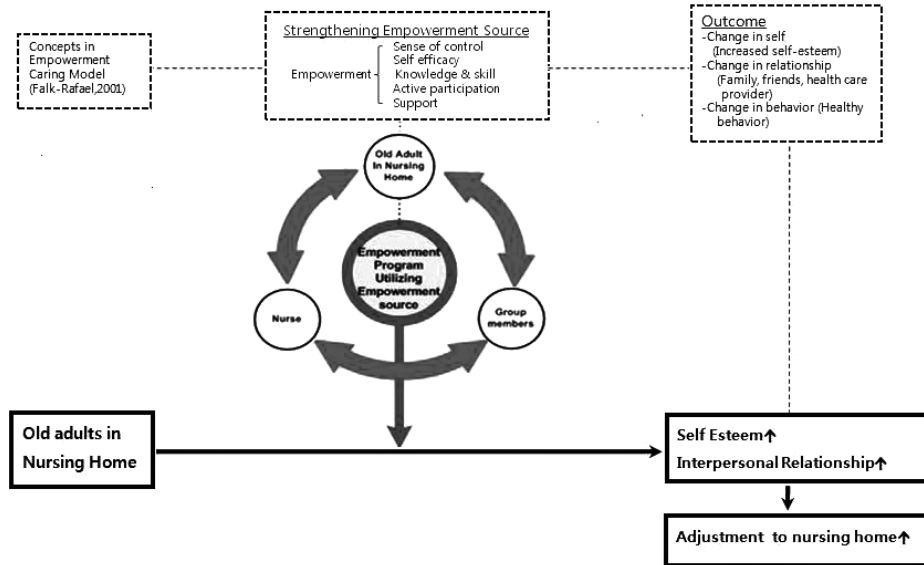 Concepts in
Empowerment
Caring Model
(Falk-Rafael,2001)
Strengthening Empowerment Source
Empowerment
Sense of control
Self efficacy
Knowledge & skill
Active participation
Support
Outcome
-Change in self
(Increased self-esteem)
-Change in relationship
(Family, friends, health care
provider)
-Change in behavior (Healthy
behavior)
Old Adult
In Nursing
Home
Empowerment
Program
Utilizing
Empowerment
source
Nurse
Group
members
Old adults in
Nursing Home
Self Esteem↑
Interpersonal Relationship↑
Adjustment to nursing home↑